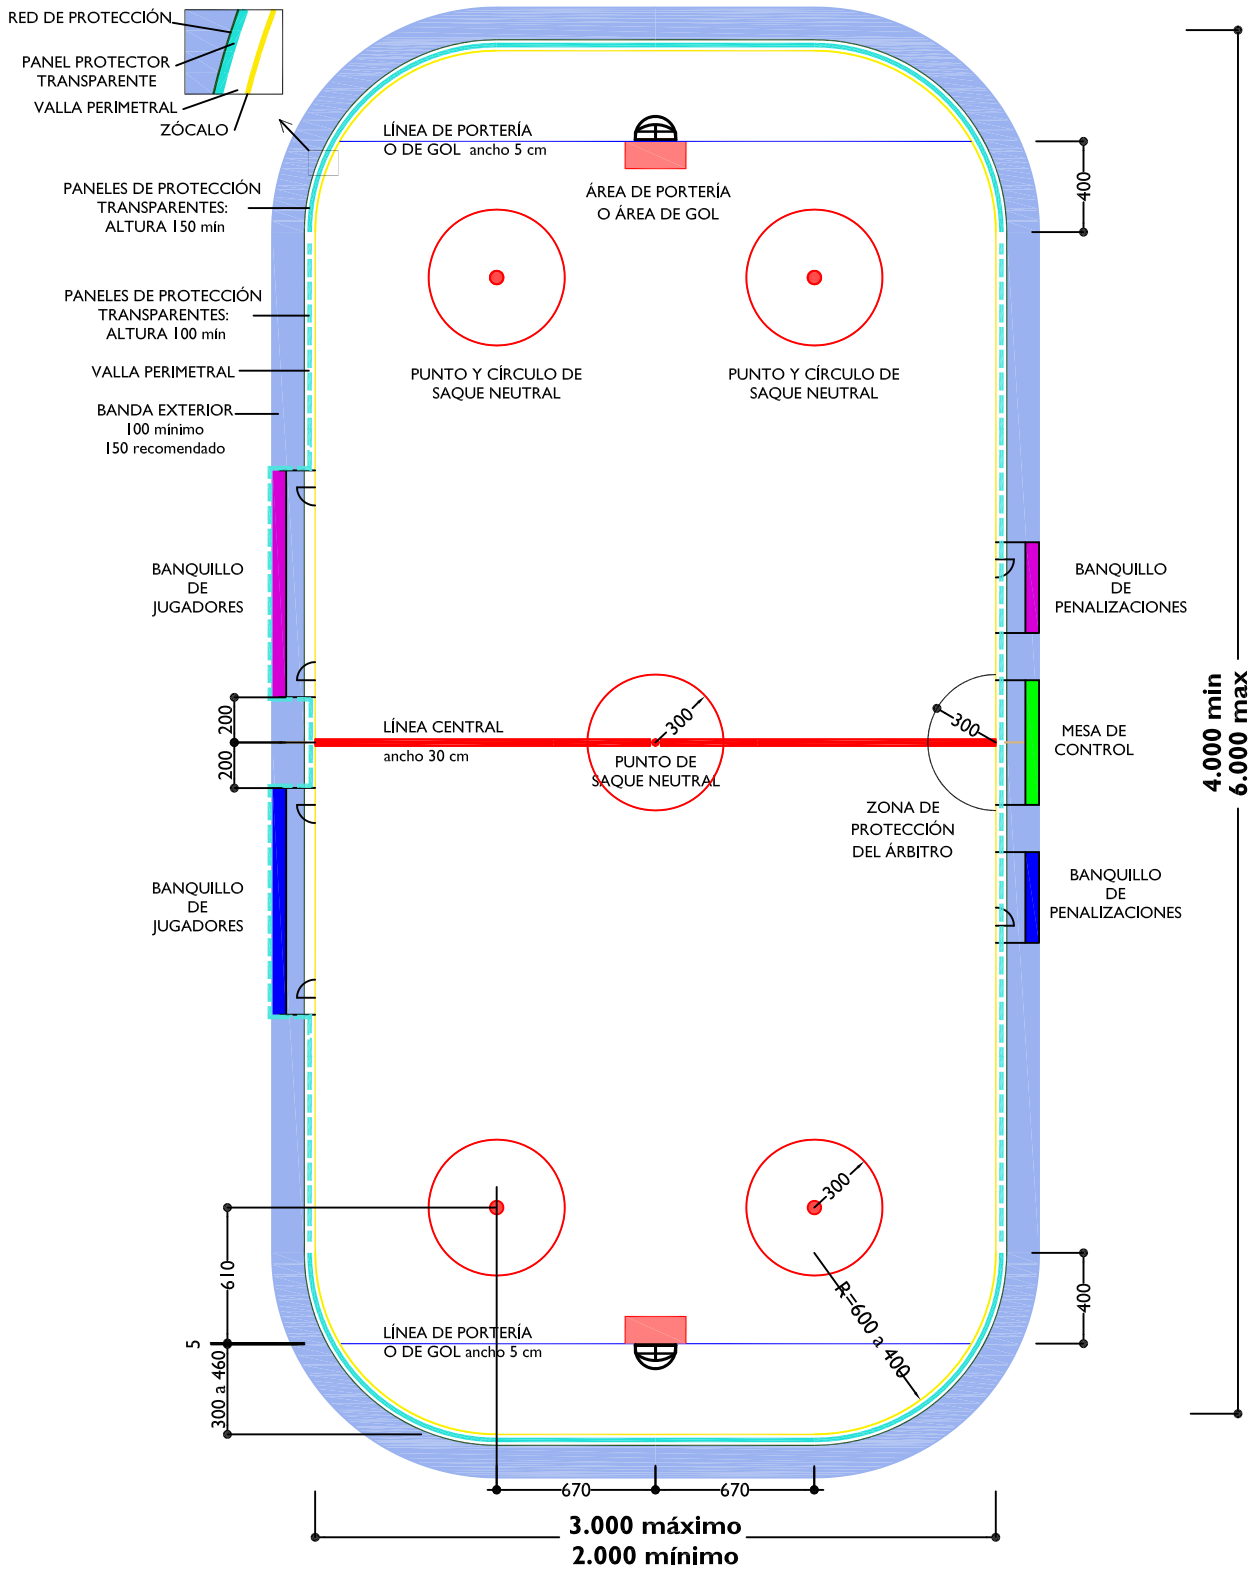 RED DE PROTECCIÓN
PANEL PROTECTOR
TRANSPARENTE
VALLA PERIMETRAL
ZÓCALO
LÍNEA DE PORTERÍA
O DE GOL ancho 5 cm
PANELES DE PROTECCIÓN
TRANSPARENTES:
ALTURA 150 mín
ÁREA DE PORTERÍA
O ÁREA DE GOL
400
PANELES DE PROTECCIÓN
TRANSPARENTES:
ALTURA 100 mín
VALLA PERIMETRAL
BANDA EXTERIOR
100 mínimo
150 recomendado
PUNTO Y CÍRCULO DE
SAQUE NEUTRAL
PUNTO Y CÍRCULO DE
SAQUE NEUTRAL
BANQUILLO
DE
JUGADORES
BANQUILLO
DE
PENALIZACIONES
200
200
LÍNEA CENTRAL
ancho 30 cm
300
PUNTO DE
SAQUE NEUTRAL
300
MESA DE
CONTROL
4.000 min
6.000 max
ZONA DE
PROTECCIÓN
DEL ÁRBITRO
BANQUILLO
DE
JUGADORES
BANQUILLO
DE
PENALIZACIONES
300
610
R=600 a 400
400
5
LÍNEA DE PORTERÍA
O DE GOL ancho 5 cm
300 a 460
670
670
3.000 máximo
2.000 mínimo